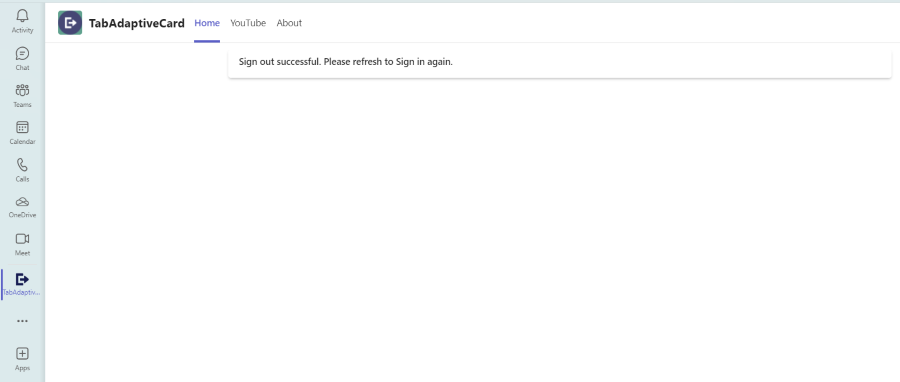 TabAdaptiveCard Home YouTube About
Sign out successful. Please refresh to Sign in again.
Activity
Chat
Teams
Calendar
Calls
OneDrive
Meet
TabAdaptiv...
Apps